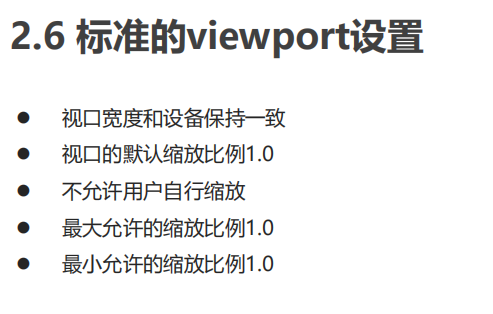 2.6 标准的viewport设置
● 视口宽度和设备保持一致
● 视口的默认缩放比例1.0
● 不允许用户自行缩放
● 最大允许的缩放比例1.0
● 最小允许的缩放比例1.0